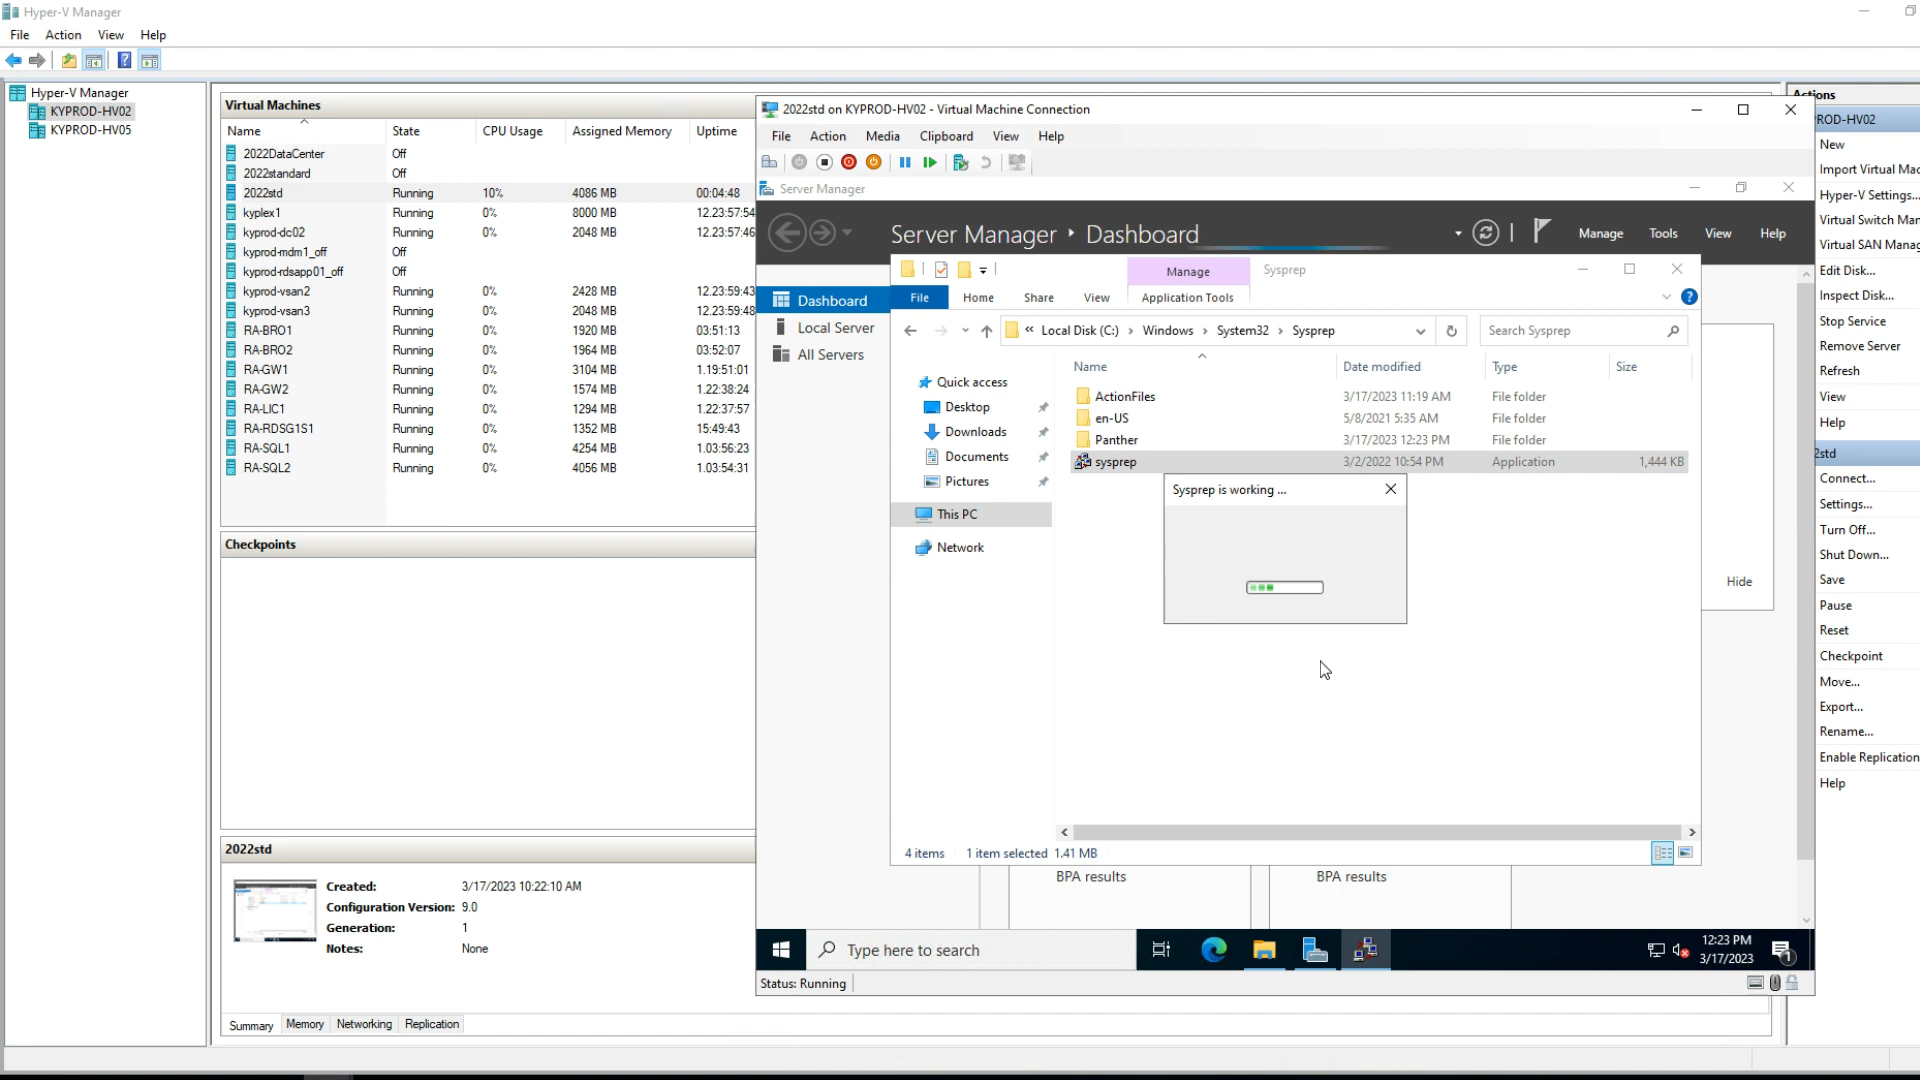 Hyper-V Manager
File Action View Help
Hyper-V Manager
KYPROD-HV02
KYPROD-HV05
Virtual Machines
Name State CPU Usage Assigned Memory Uptime
2022DataCenter Off
2022standard Off
2022std Running 10% 4086 MB 00:04:48
kyplex1 Running 0% 8000 MB 12.23:57:54
kyprod-dc02 Running 0% 2048 MB 12.23:57:46
kyprod-mdm1_off Off
kyprod-rdsapp01_off Off
kyprod-vsan2 Running 0% 2428 MB 12.23:59:43
kyprod-vsan3 Running 0% 2048 MB 12.23:59:48
RA-BRO1 Running 0% 1920 MB 03:51:13
RA-BRO2 Running 0% 1964 MB 03:52:07
RA-GW1 Running 0% 3104 MB 1.19:51:01
RA-GW2 Running 0% 1574 MB 1.22:38:24
RA-LIC1 Running 0% 1294 MB 1.22:37:57
RA-RDSG1S1 Running 0% 1352 MB 15:49:43
RA-SQL1 Running 0% 4254 MB 1.03:56:23
RA-SQL2 Running 0% 4056 MB 1.03:54:31
Checkpoints
2022std
Created: 3/17/2023 10:22:10 AM
Configuration Version: 9.0
Generation: 1
Notes: None
Summary Memory Networking Replication
2022std on KYPROD-HV02 - Virtual Machine Connection
File Action Media Clipboard View Help
Server Manager
Server Manager ‣ Dashboard
Manage Tools View Help
Dashboard
Local Server
All Servers
Manage Sysprep
File Home Share View Application Tools
« Local Disk (C:) › Windows › System32 › Sysprep
Search Sysprep
Quick access
Desktop
Downloads
Documents
Pictures
This PC
Network
Name Date modified Type Size
ActionFiles 3/17/2023 11:19 AM File folder
en-US 5/8/2021 5:35 AM File folder
Panther 3/17/2023 12:23 PM File folder
sysprep 3/2/2022 10:54 PM Application 1,444 KB
Sysprep is working ...
Hide
4 items 1 item selected 1.41 MB
BPA results BPA results
Type here to search
12:23 PM
3/17/2023
1
Status: Running
Actions
ROD-HV02
New
Import Virtual Mac
Hyper-V Settings...
Virtual Switch Man
Virtual SAN Manag
Edit Disk...
Inspect Disk...
Stop Service
Remove Server
Refresh
View
Help
2std
Connect...
Settings...
Turn Off...
Shut Down...
Save
Pause
Reset
Checkpoint
Move...
Export...
Rename...
Enable Replication
Help